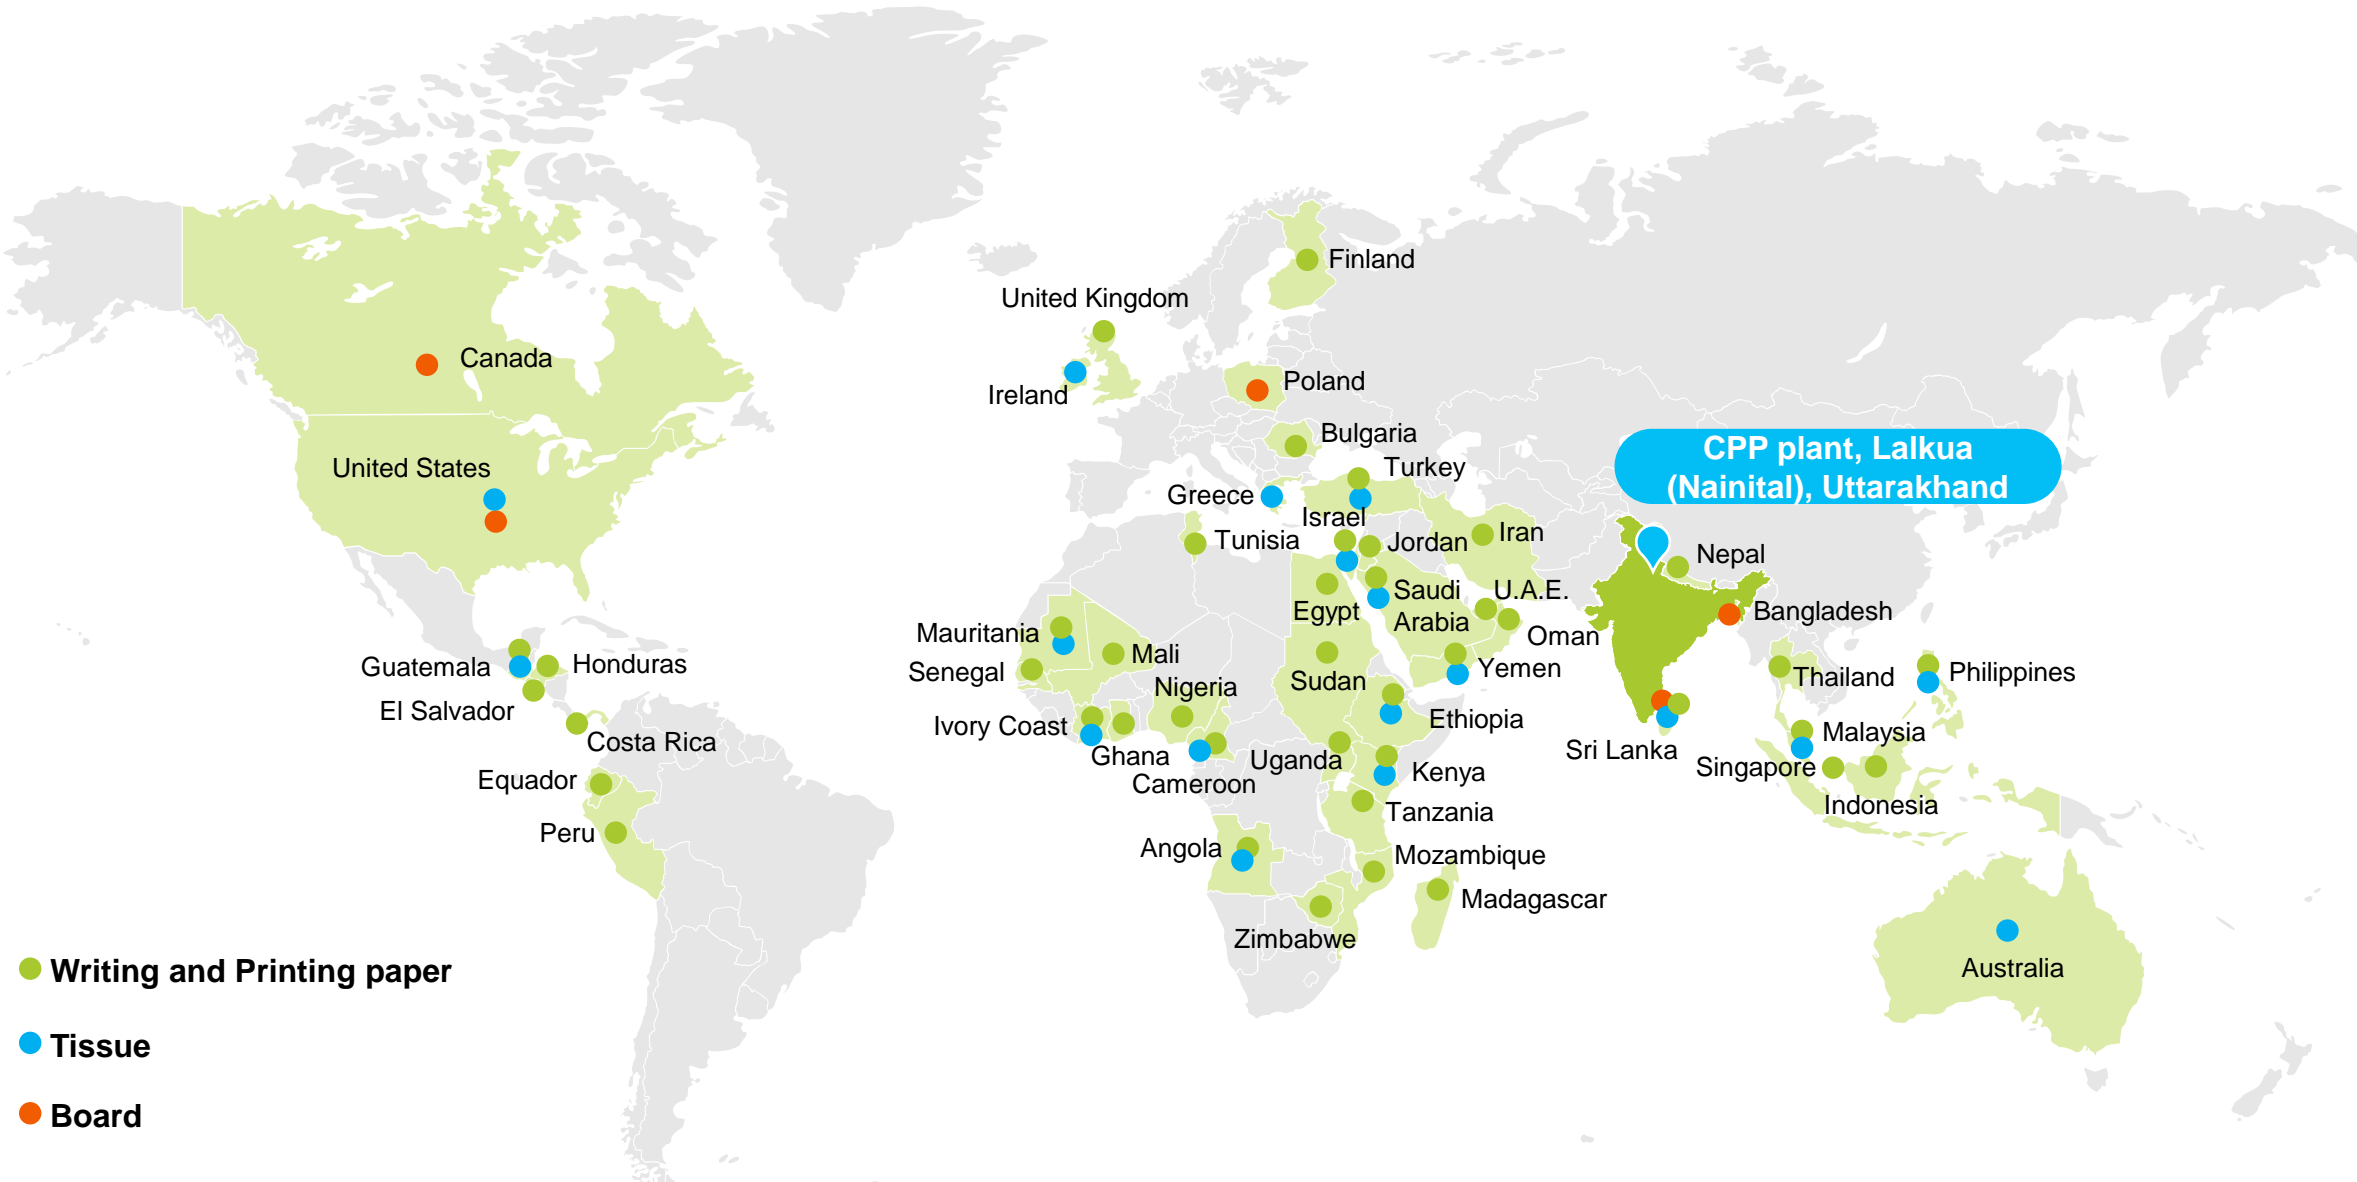 Finland
United Kingdom
Canada
Ireland
Poland
Bulgaria
CPP plant, Lalkua
(Nainital), Uttarakhand
United States
Turkey
Greece
Israel
Tunisia
Jordan
Iran
Nepal
Saudi
Arabia
U.A.E.
Egypt
Bangladesh
Mauritania
Oman
Mali
Guatemala
Honduras
Senegal
Yemen
Thailand
Philippines
Sudan
Nigeria
El Salvador
Ivory Coast
Ethiopia
Costa Rica
Ghana
Uganda
Sri Lanka
Malaysia
Singapore
Equador
Cameroon
Kenya
Indonesia
Tanzania
Peru
Angola
Mozambique
Madagascar
Zimbabwe
Australia
Writing and Printing paper
Tissue
Board